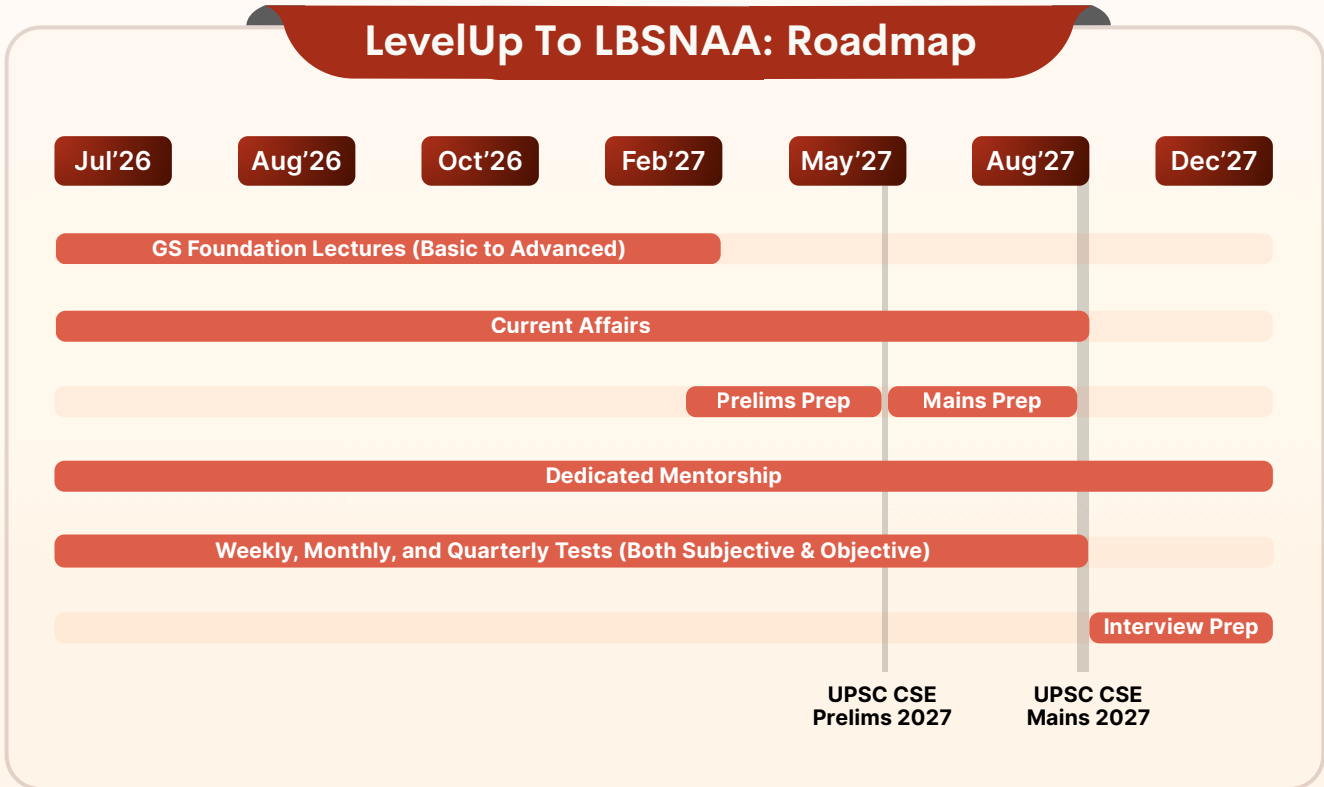 LevelUp To LBSNAA: Roadmap
Jul’26
Aug’26
Oct’26
Feb’27
May’27
Aug’27
Dec’27
GS Foundation Lectures (Basic to Advanced)
Current Affairs
Prelims Prep
Mains Prep
Dedicated Mentorship
Weekly, Monthly, and Quarterly Tests (Both Subjective & Objective)
Interview Prep
UPSC CSE
Prelims 2027
UPSC CSE
Mains 2027